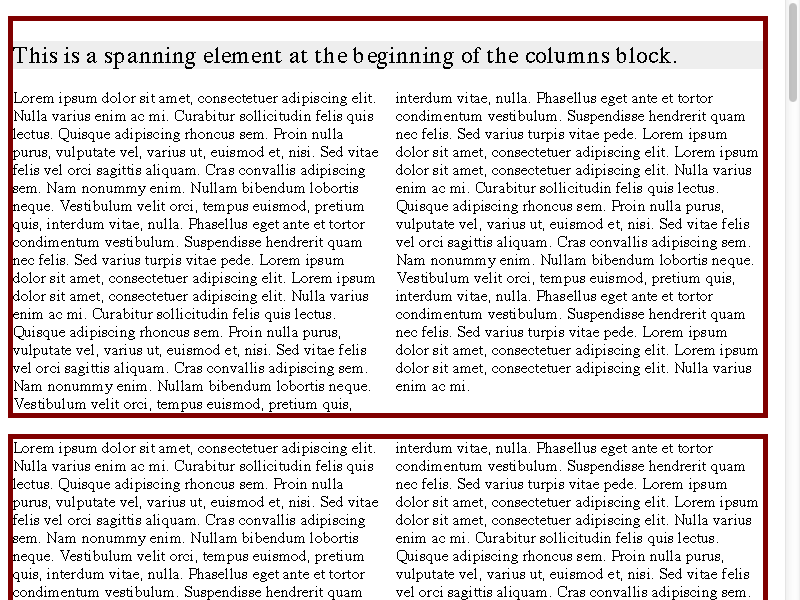 This is a spanning element at the beginning of the columns block.
Lorem ipsum dolor sit amet, consectetuer adipiscing elit.
Nulla varius enim ac mi. Curabitur sollicitudin felis quis
lectus. Quisque adipiscing rhoncus sem. Proin nulla
purus, vulputate vel, varius ut, euismod et, nisi. Sed vitae
felis vel orci sagittis aliquam. Cras convallis adipiscing
sem. Nam nonummy enim. Nullam bibendum lobortis
neque. Vestibulum velit orci, tempus euismod, pretium
quis, interdum vitae, nulla. Phasellus eget ante et tortor
condimentum vestibulum. Suspendisse hendrerit quam
nec felis. Sed varius turpis vitae pede. Lorem ipsum
dolor sit amet, consectetuer adipiscing elit. Lorem ipsum
dolor sit amet, consectetuer adipiscing elit. Nulla varius
enim ac mi. Curabitur sollicitudin felis quis lectus.
Quisque adipiscing rhoncus sem. Proin nulla purus,
vulputate vel, varius ut, euismod et, nisi. Sed vitae felis
vel orci sagittis aliquam. Cras convallis adipiscing sem.
Nam nonummy enim. Nullam bibendum lobortis neque.
Vestibulum velit orci, tempus euismod, pretium quis,
interdum vitae, nulla. Phasellus eget ante et tortor
condimentum vestibulum. Suspendisse hendrerit quam
nec felis. Sed varius turpis vitae pede. Lorem ipsum
dolor sit amet, consectetuer adipiscing elit. Lorem ipsum
dolor sit amet, consectetuer adipiscing elit. Nulla varius
enim ac mi. Curabitur sollicitudin felis quis lectus.
Quisque adipiscing rhoncus sem. Proin nulla purus,
vulputate vel, varius ut, euismod et, nisi. Sed vitae felis
vel orci sagittis aliquam. Cras convallis adipiscing sem.
Nam nonummy enim. Nullam bibendum lobortis neque.
Vestibulum velit orci, tempus euismod, pretium quis,
interdum vitae, nulla. Phasellus eget ante et tortor
condimentum vestibulum. Suspendisse hendrerit quam
nec felis. Sed varius turpis vitae pede. Lorem ipsum
dolor sit amet, consectetuer adipiscing elit. Nulla varius
enim ac mi.
Lorem ipsum dolor sit amet, consectetuer adipiscing elit.
Nulla varius enim ac mi. Curabitur sollicitudin felis quis
lectus. Quisque adipiscing rhoncus sem. Proin nulla
purus, vulputate vel, varius ut, euismod et, nisi. Sed vitae
felis vel orci sagittis aliquam. Cras convallis adipiscing
sem. Nam nonummy enim. Nullam bibendum lobortis
neque. Vestibulum velit orci, tempus euismod, pretium
quis, interdum vitae, nulla. Phasellus eget ante et tortor
condimentum vestibulum. Suspendisse hendrerit quam
interdum vitae, nulla. Phasellus eget ante et tortor
condimentum vestibulum. Suspendisse hendrerit quam
nec felis. Sed varius turpis vitae pede. Lorem ipsum
dolor sit amet, consectetuer adipiscing elit. Lorem ipsum
dolor sit amet, consectetuer adipiscing elit. Nulla varius
enim ac mi. Curabitur sollicitudin felis quis lectus.
Quisque adipiscing rhoncus sem. Proin nulla purus,
vulputate vel, varius ut, euismod et, nisi. Sed vitae felis
vel orci sagittis aliquam. Cras convallis adipiscing sem.